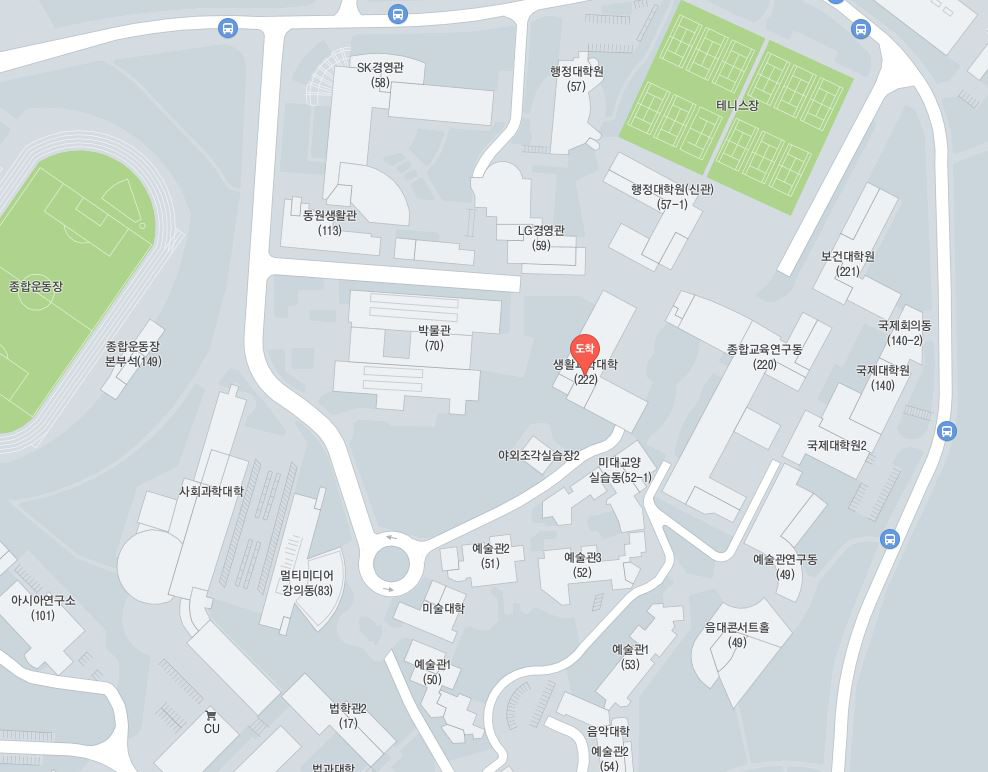 SK경영관
(58)
행정대학원
(57)
테니스장
행정대학원(신관)
(57-1)
동원생활관
(113)
LG경영관
(59)
보건대학원
(221)
종합운동장
국제회의동
(140-2)
박물관
(70)
종합운동장
본부석(149)
도착
종합교육연구동
(220)
(222)
국제대학원
(140)
국제대학원2
야외조각실습장2
미대교양
실습동(52-1)
사회과학대학
예술관2
(51)
예술관3
(52)
예술관연구동
(49)
멀티미디어
강의동(83)
아시아연구소
(101)
미술대학
음대콘서트홀
(49)
예술관1
(50)
예술관1
(53)
법학관2
(17)
CU
음악대학
예술관2
(54)
법과대학